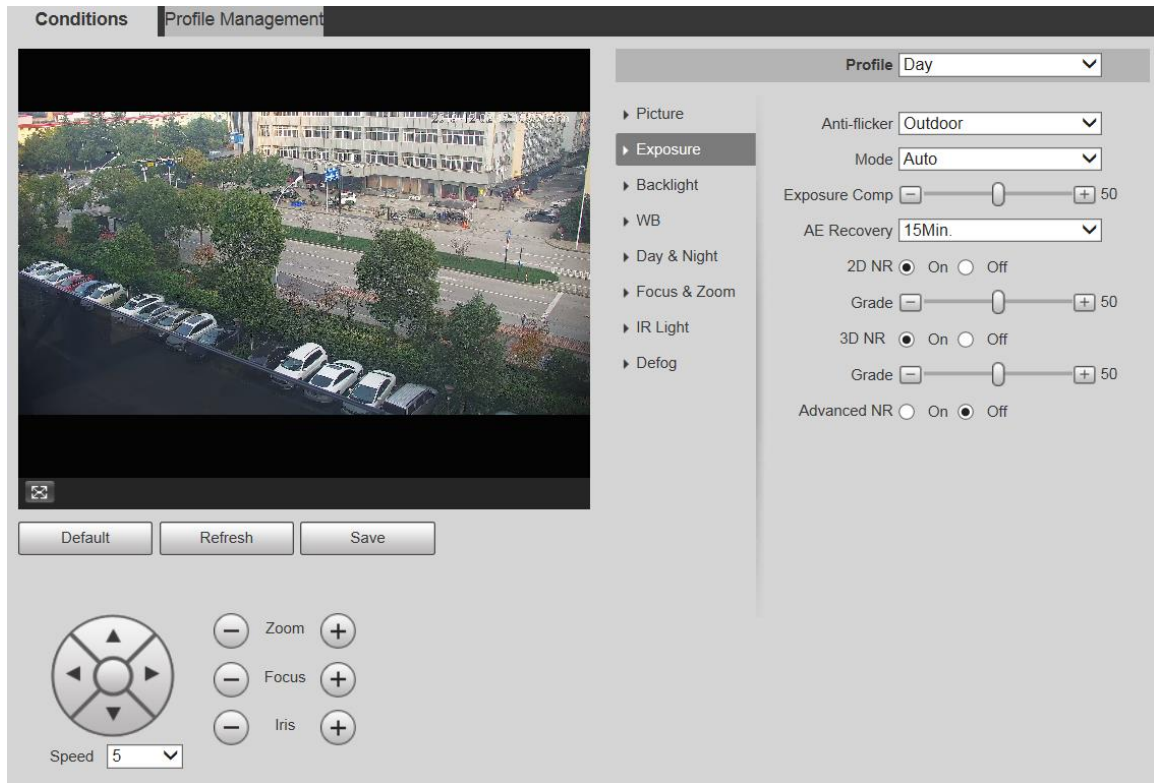 Conditions
Profile Management
Profile Day
Picture
Exposure
Backlight
WB
Day & Night
Focus & Zoom
IR Light
Defog
Anti-flicker Outdoor
Mode Auto
Exposure Comp 50
AE Recovery 15Min.
2D NR On Off
Grade 50
3D NR On Off
Grade 50
Advanced NR On Off
Default Refresh Save
Zoom
Focus
Iris
Speed 5